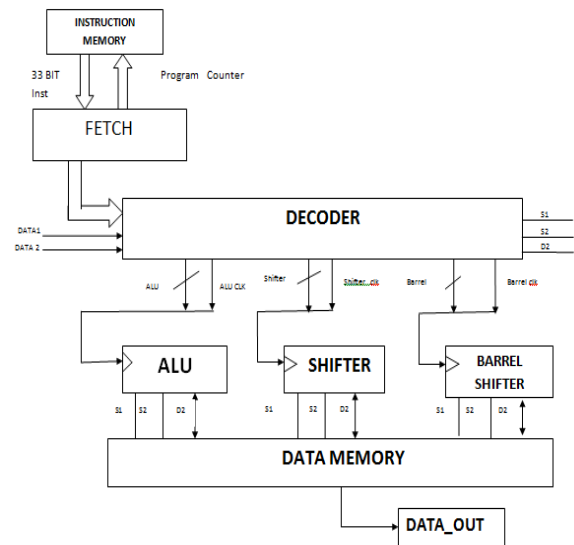 INSTRUCTION
MEMORY
33 BIT
Inst
Program Counter
FETCH
DECODER
DATA1
DATA 2
S1
S2
D2
ALU
ALU CLK
Shifter
Shifter clk
Barrel
Barrel clk
ALU
SHIFTER
BARREL
SHIFTER
S1
S2
D2
S1
S2
D2
S1
S2
D2
DATA MEMORY
DATA_OUT